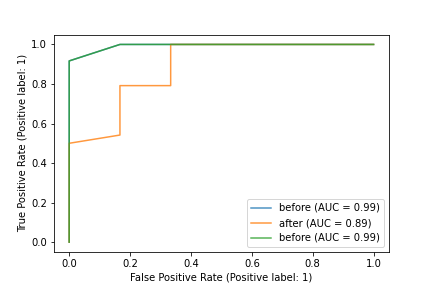 1.0
0.8
0.6
0.4
0.2
0.0
True Positive Rate (Positive label: 1)
before (AUC = 0.99)
after (AUC = 0.89)
before (AUC = 0.99)
0.0 0.2 0.4 0.6 0.8 1.0
False Positive Rate (Positive label: 1)